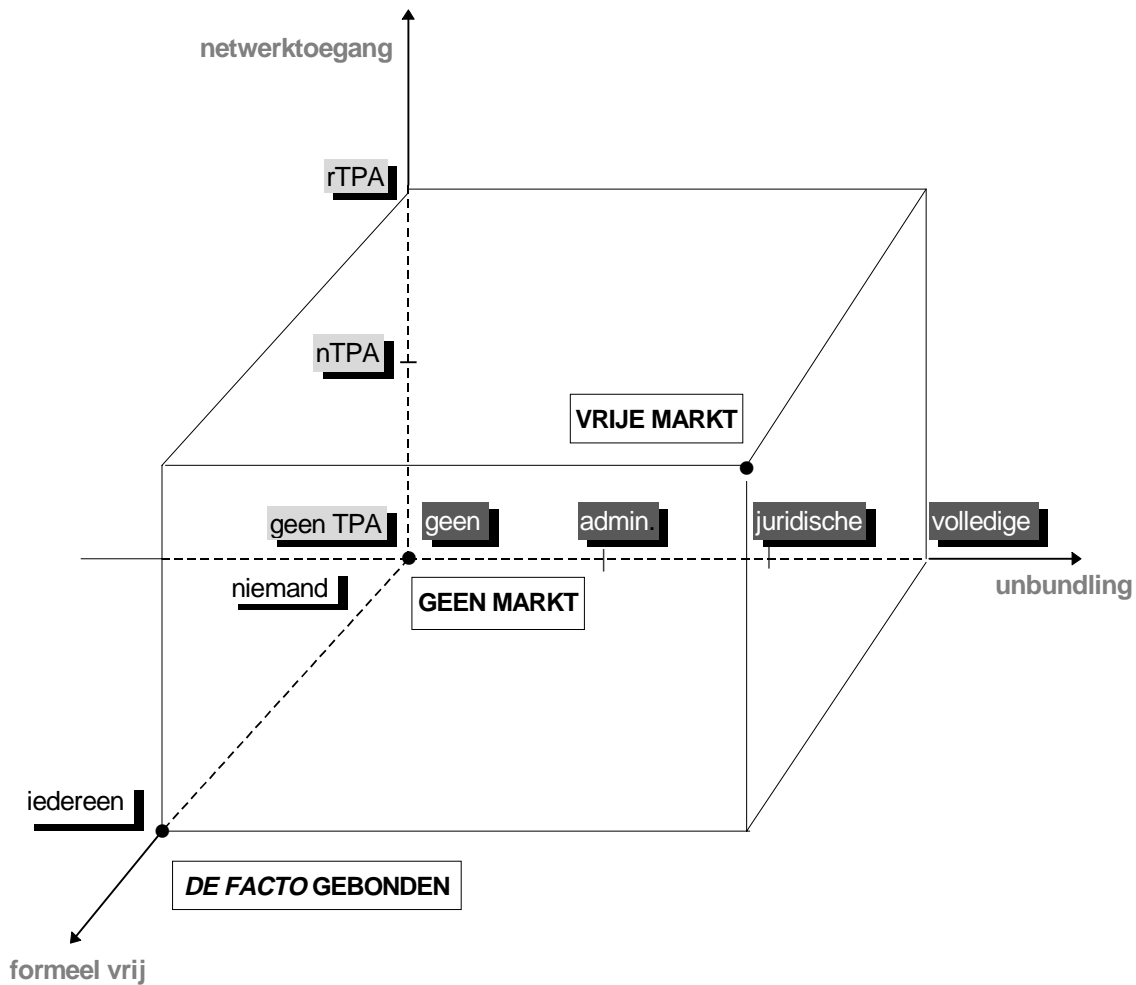 netwerktoegang
rTPA
nTPA
VRIJE MARKT
geen TPA
geen
admin.
juridische
volledige
niemand
GEEN MARKT
unbundling
iedereen
DE FACTO GEBONDEN
formeel vrij